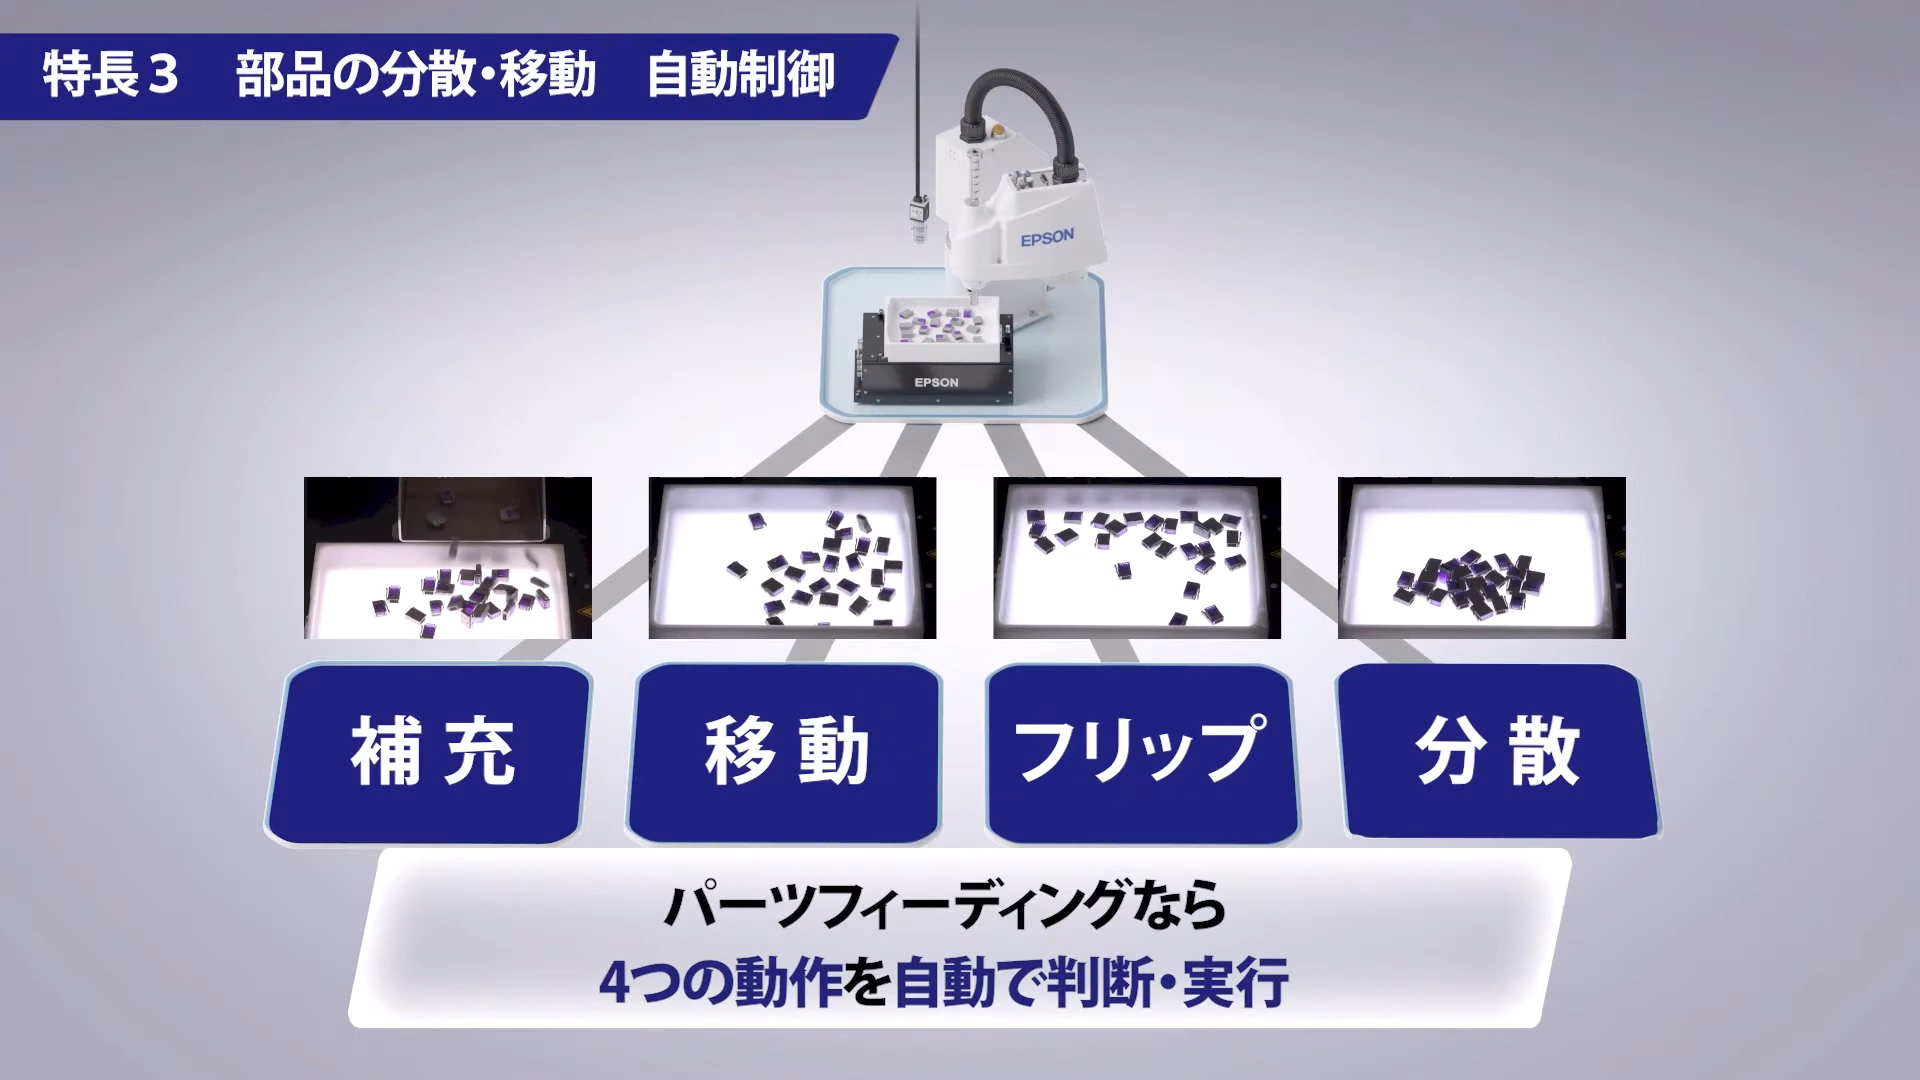 特長３　部品の分散・移動　自動制御
EPSON
EPSON
補充
移動
フリップ
分散
パーツフィーディングなら
4つの動作を自動で判断・実行